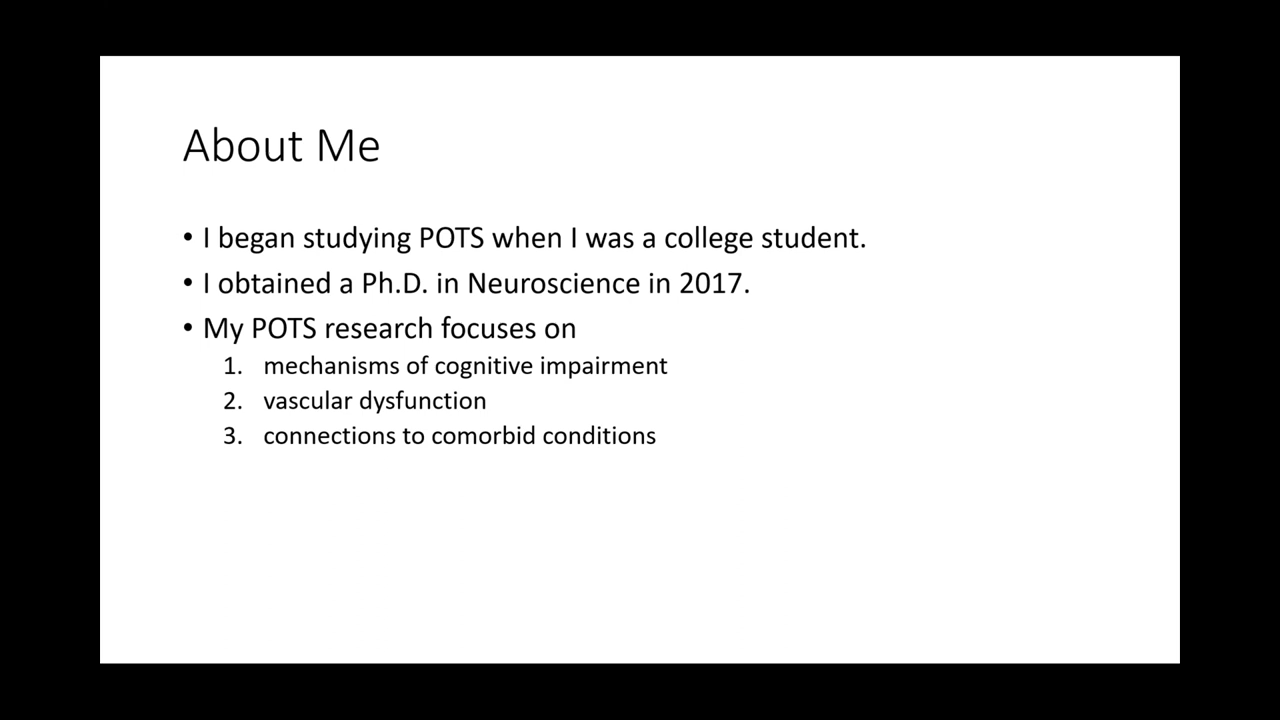 About Me
• I began studying POTS when I was a college student.
• I obtained a Ph.D. in Neuroscience in 2017.
• My POTS research focuses on
1. mechanisms of cognitive impairment
2. vascular dysfunction
3. connections to comorbid conditions